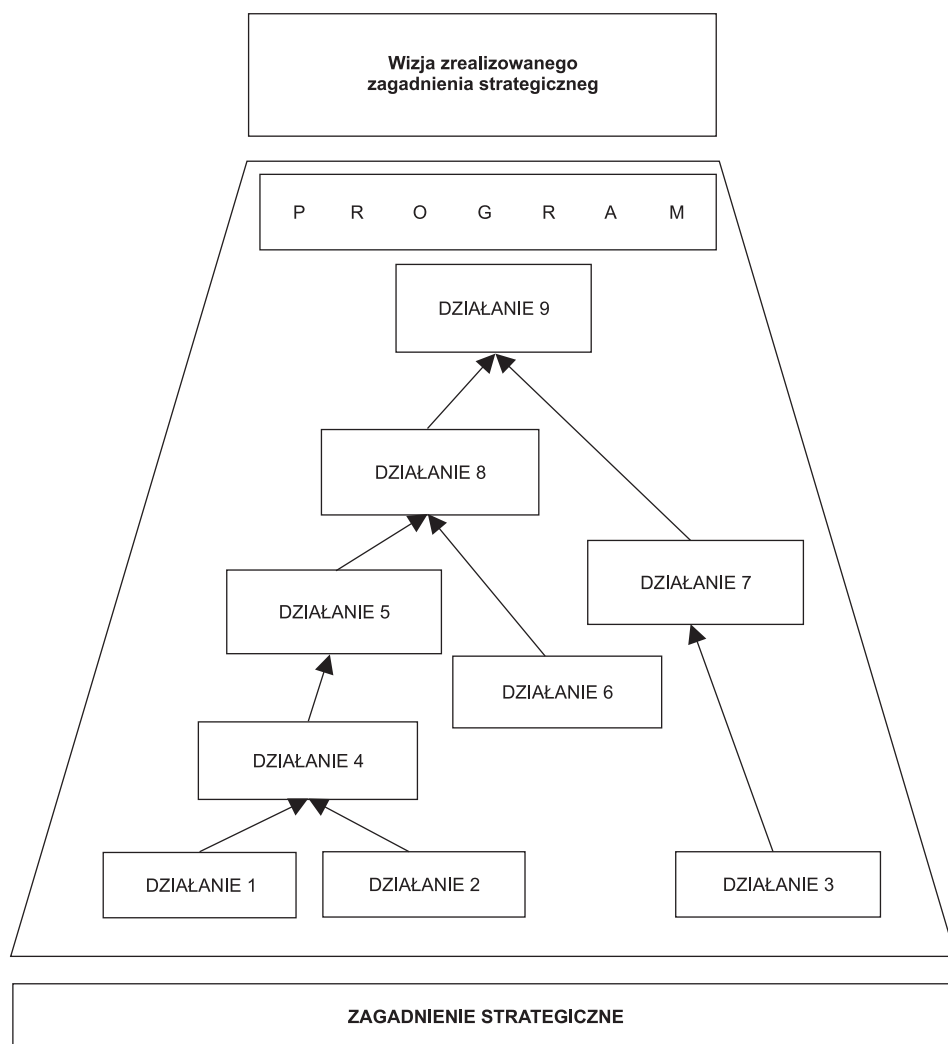 Wizja zrealizowanego
zagadnienia strategiczneg
P R O G R A M
DZIAŁANIE 9
DZIAŁANIE 8
DZIAŁANIE 7
DZIAŁANIE 5
DZIAŁANIE 6
DZIAŁANIE 4
DZIAŁANIE 1
DZIAŁANIE 2
DZIAŁANIE 3
ZAGADNIENIE STRATEGICZNE